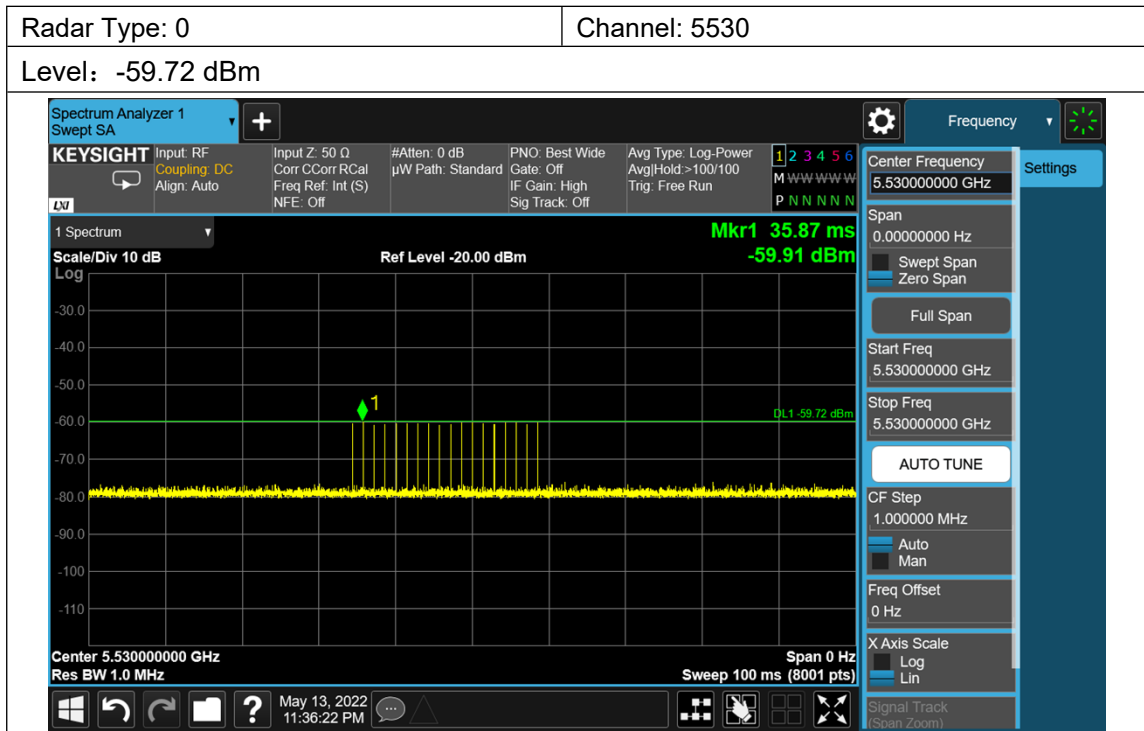 Radar Type: 0
Channel: 5530
Level：-59.72 dBm
Spectrum Analyzer 1
Swept SA
Frequency
KEYSIGHT
LXI
Input: RF
Coupling: DC
Align: Auto
Input Z: 50 Ω
Corr CCorr RCal
Freq Ref: Int (S)
NFE: Off
#Atten: 0 dB
µW Path: Standard
PNO: Best Wide
Gate: Off
IF Gain: High
Sig Track: Off
Avg Type: Log-Power
Avg|Hold:>100/100
Trig: Free Run
1 2 3 4 5 6
M W W W W W
P N N N N N
Center Frequency
5.530000000 GHz
Settings
Span
0.00000000 Hz
Swept Span
Zero Span
Full Span
Start Freq
5.530000000 GHz
Stop Freq
5.530000000 GHz
AUTO TUNE
CF Step
1.000000 MHz
Auto
Man
Freq Offset
0 Hz
X Axis Scale
Log
Lin
Signal Track
(Span Zoom)
1 Spectrum
Mkr1 35.87 ms
-59.91 dBm
Scale/Div 10 dB
Ref Level -20.00 dBm
Log
-30.0
-40.0
-50.0
1
DL1 -59.72 dBm
-60.0
-70.0
-80.0
-90.0
-100
-110
Center 5.530000000 GHz
Span 0 Hz
Res BW 1.0 MHz
Sweep 100 ms (8001 pts)
?
May 13, 2022
11:36:22 PM